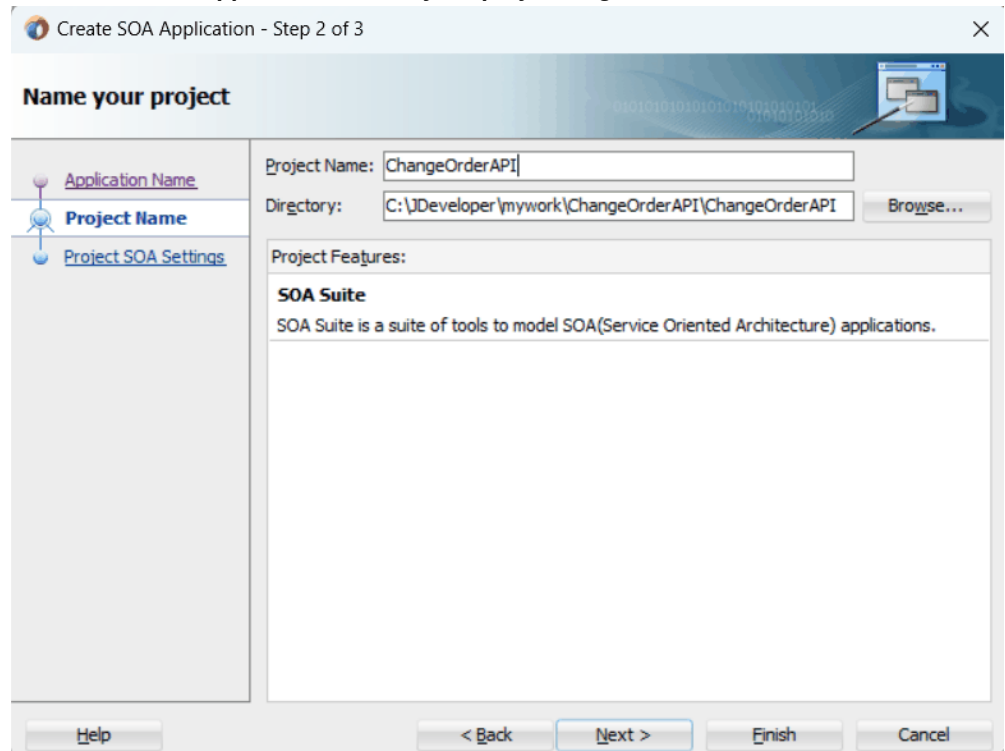 Create SOA Application - Step 2 of 3
Name your project
Application Name
Project Name
Project SOA Settings
Project Name: ChangeOrderAPI
Directory: C:\JDeveloper\mywork\ChangeOrderAPI\ChangeOrderAPI Browse...
Project Features:
SOA Suite
SOA Suite is a suite of tools to model SOA(Service Oriented Architecture) applications.
Help < Back Next > Finish Cancel